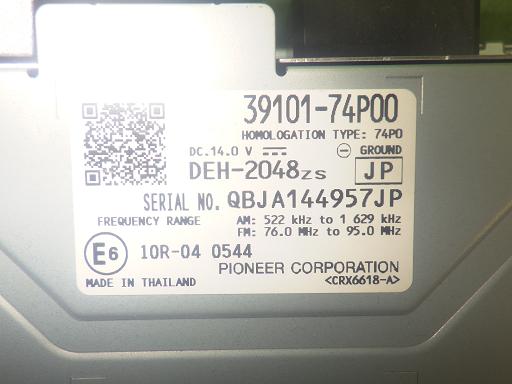 39101-74P00
HOMOLOGATION TYPE: 74P0
DC.14.0 V ⊖ GROUND
DEH-2048ZS JP
SERIAL NO. QBJA144957JP
FREQUENCY RANGE AM: 522 kHz to 1 629 kHz
FM: 76.0 MHz to 95.0 MHz
E6 10R-04 0544
PIONEER CORPORATION
MADE IN THAILAND <CRX6618-A>